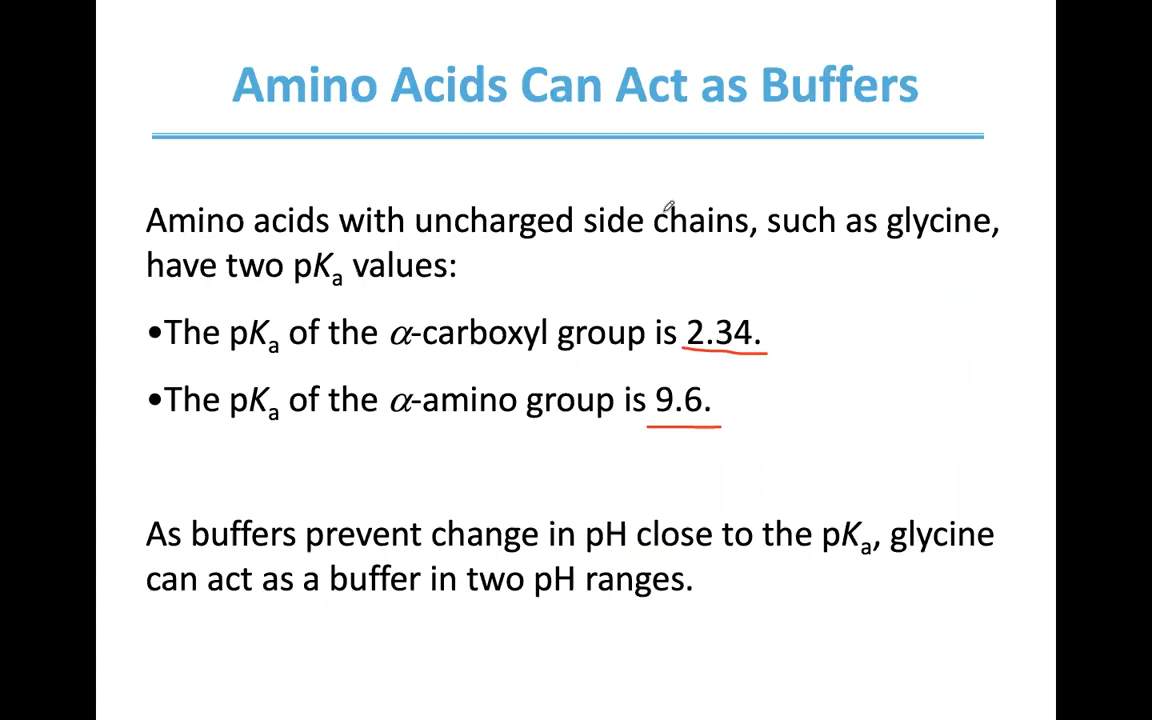 Amino Acids Can Act as Buffers
Amino acids with uncharged side chains, such as glycine,
have two pKa values:
•The pKa of the α-carboxyl group is 2.34.
•The pKa of the α-amino group is 9.6.
As buffers prevent change in pH close to the pKa, glycine
can act as a buffer in two pH ranges.